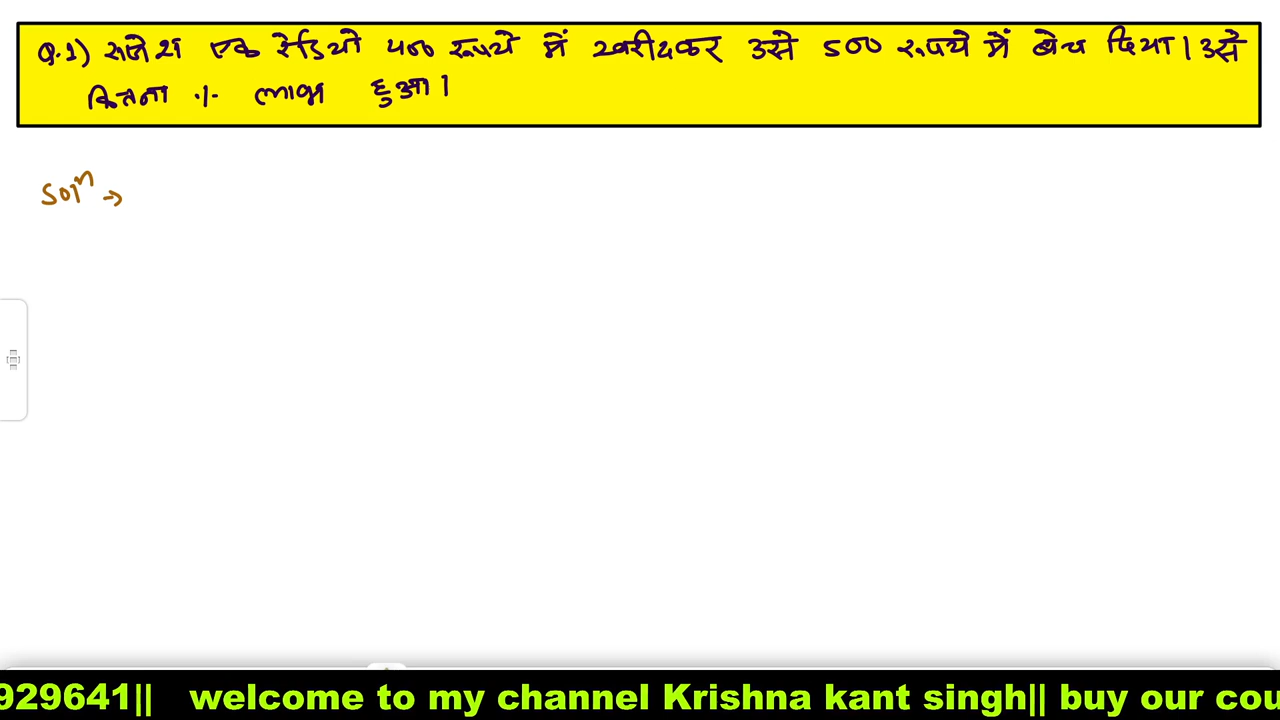 Q.1) राजेश एक रेडियो 400 रूपये में खरीदकर उसे 500 रूपये में बेच दिया। उसे
कितना % लाभ हुआ।
Solⁿ →
929641|| welcome to my channel Krishna kant singh|| buy our cou